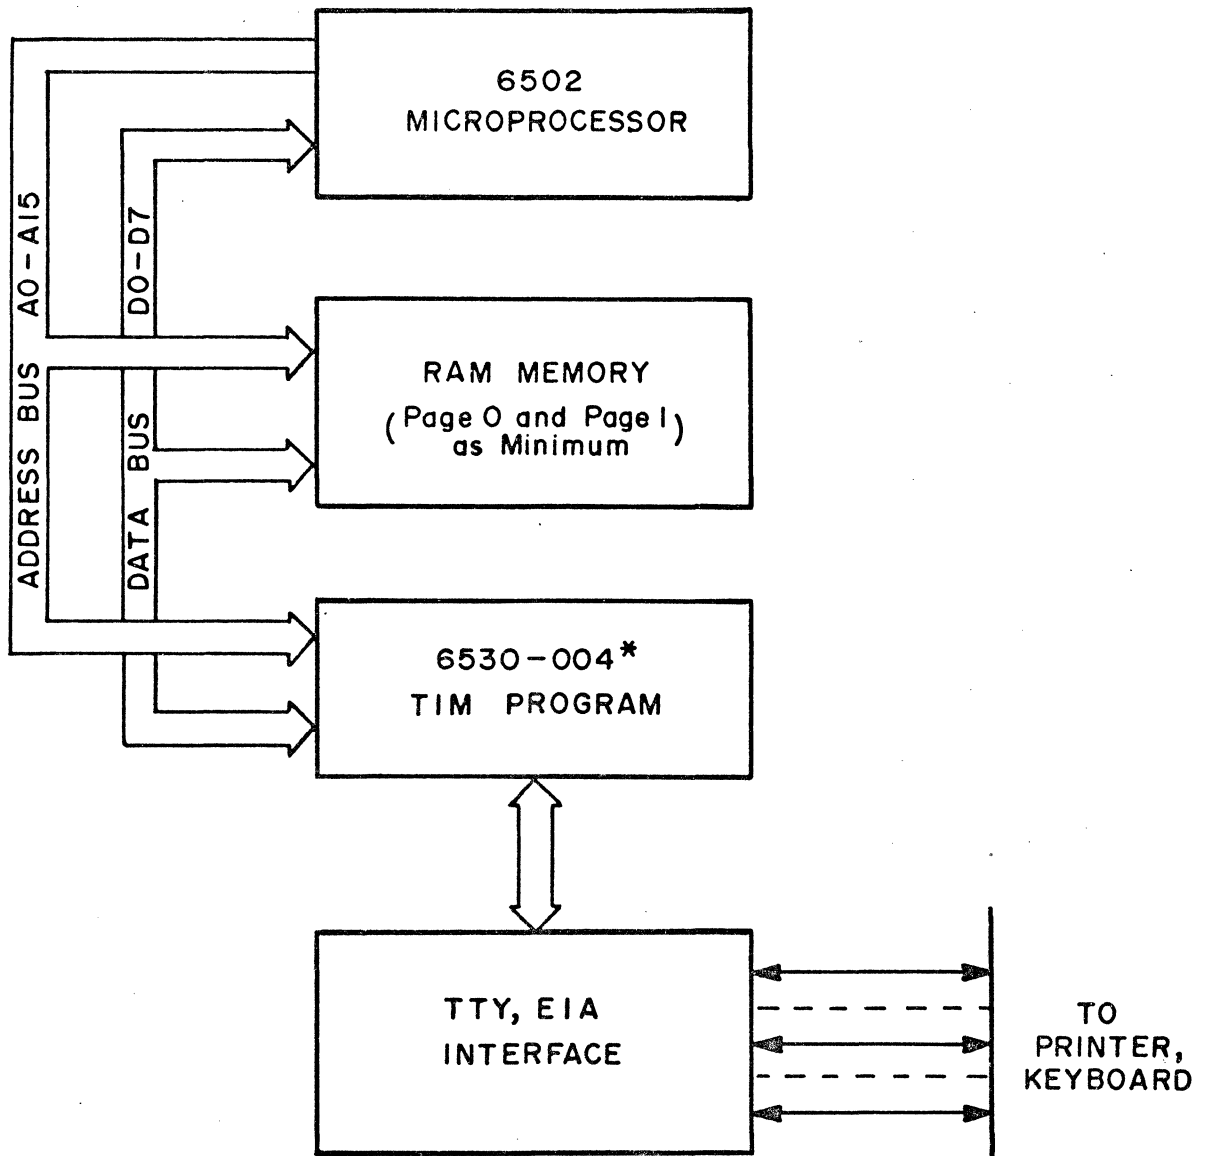 6502
MICROPROCESSOR
ADDRESS BUS A0-A15
DATA BUS D0-D7
RAM MEMORY
(Page 0 and Page 1)
as Minimum
6530-004*
TIM PROGRAM
TTY, EIA
INTERFACE
TO
PRINTER,
KEYBOARD